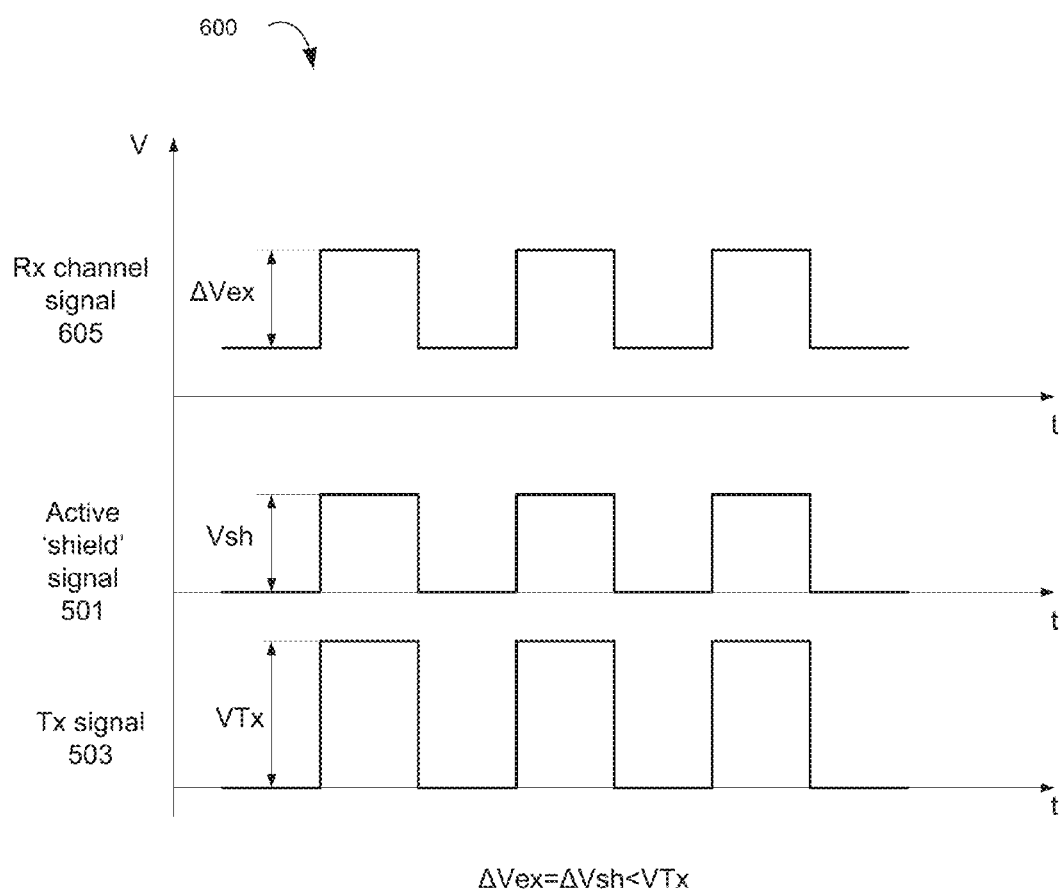 600
V
Rx channel
signal
605
ΔVex
t
Active
'shield'
signal
501
Vsh
t
Tx signal
503
VTx
t
ΔVex=ΔVsh<VTx